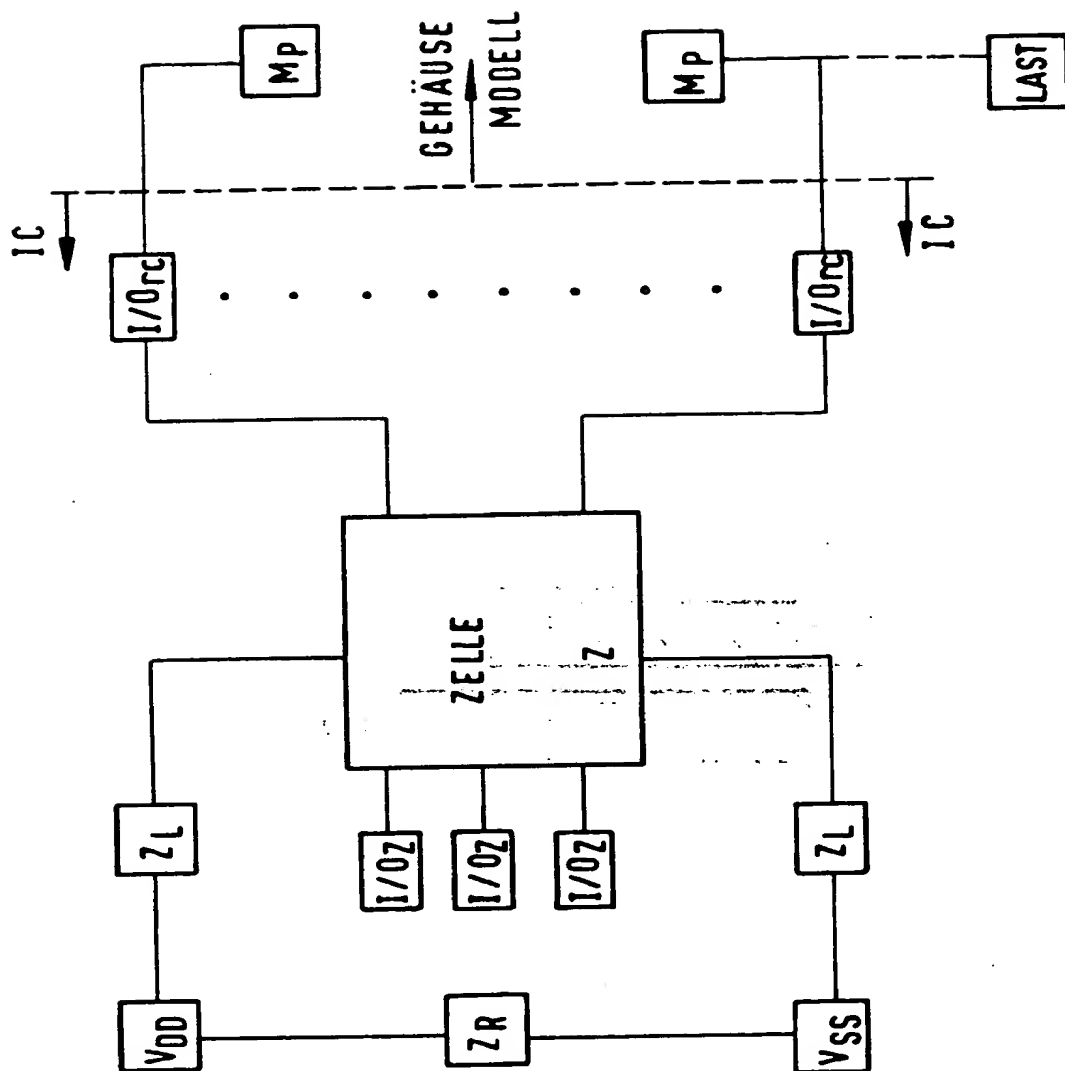 IC
VDD
ZL
I/Orc
MP
I/OZ
GEHÄUSE
MODELL
ZELLE
ZR
I/OZ
I/OZ
Z
MP
VSS
ZL
I/Orc
IC
LAST